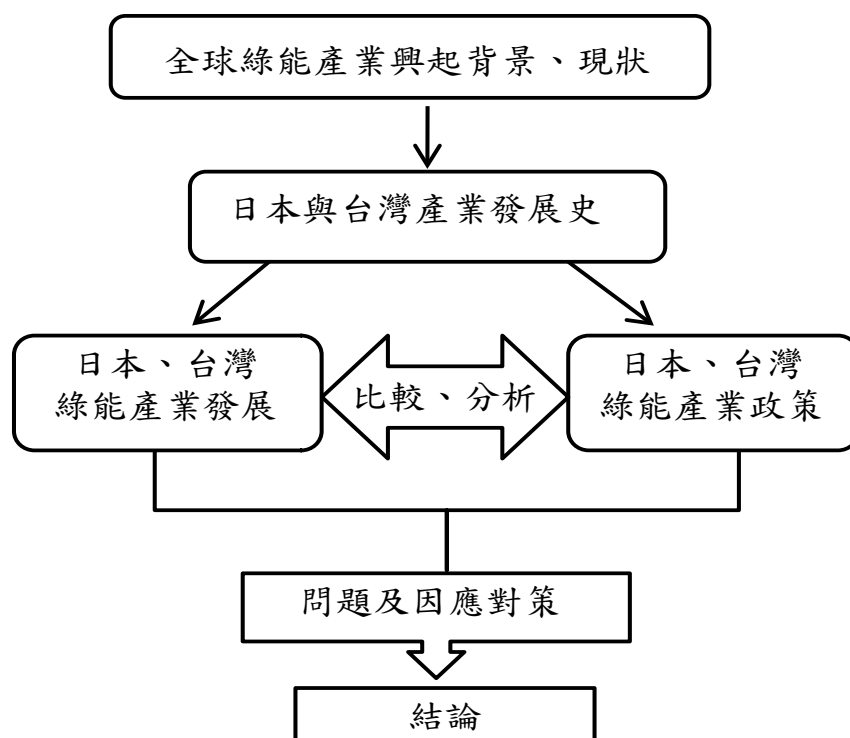 全球綠能產業興起背景、現狀
日本與台灣產業發展史
日本、台灣
綠能產業發展
比較、分析
日本、台灣
綠能產業政策
問題及因應對策
結論